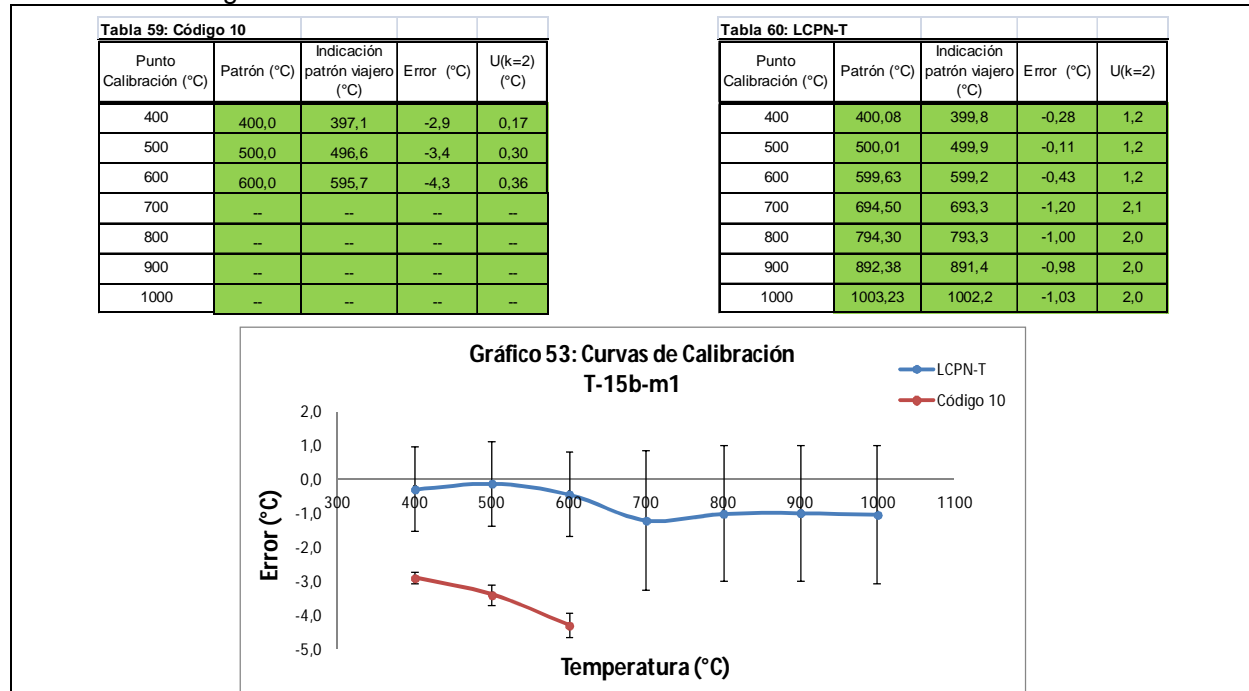 Tabla 59: Código 10
Punto Calibración (°C) Patrón (°C) Indicación patrón viajero (°C) Error (°C) U(k=2) (°C)
400 400,0 397,1 -2,9 0,17
500 500,0 496,6 -3,4 0,30
600 600,0 595,7 -4,3 0,36
700 -- -- -- --
800 -- -- -- --
900 -- -- -- --
1000 -- -- -- --
Tabla 60: LCPN-T
Punto Calibración (°C) Patrón (°C) Indicación patrón viajero (°C) Error (°C) U(k=2)
400 400,08 399,8 -0,28 1,2
500 500,01 499,9 -0,11 1,2
600 599,63 599,2 -0,43 1,2
700 694,50 693,3 -1,20 2,1
800 794,30 793,3 -1,00 2,0
900 892,38 891,4 -0,98 2,0
1000 1003,23 1002,2 -1,03 2,0
Gráfico 53: Curvas de Calibración
T-15b-m1
LCPN-T
Código 10
2,0
1,0
0,0
300 400 500 600 700 800 900 1000 1100
-1,0
-2,0
-3,0
-4,0
-5,0
Error (°C)
Temperatura (°C)